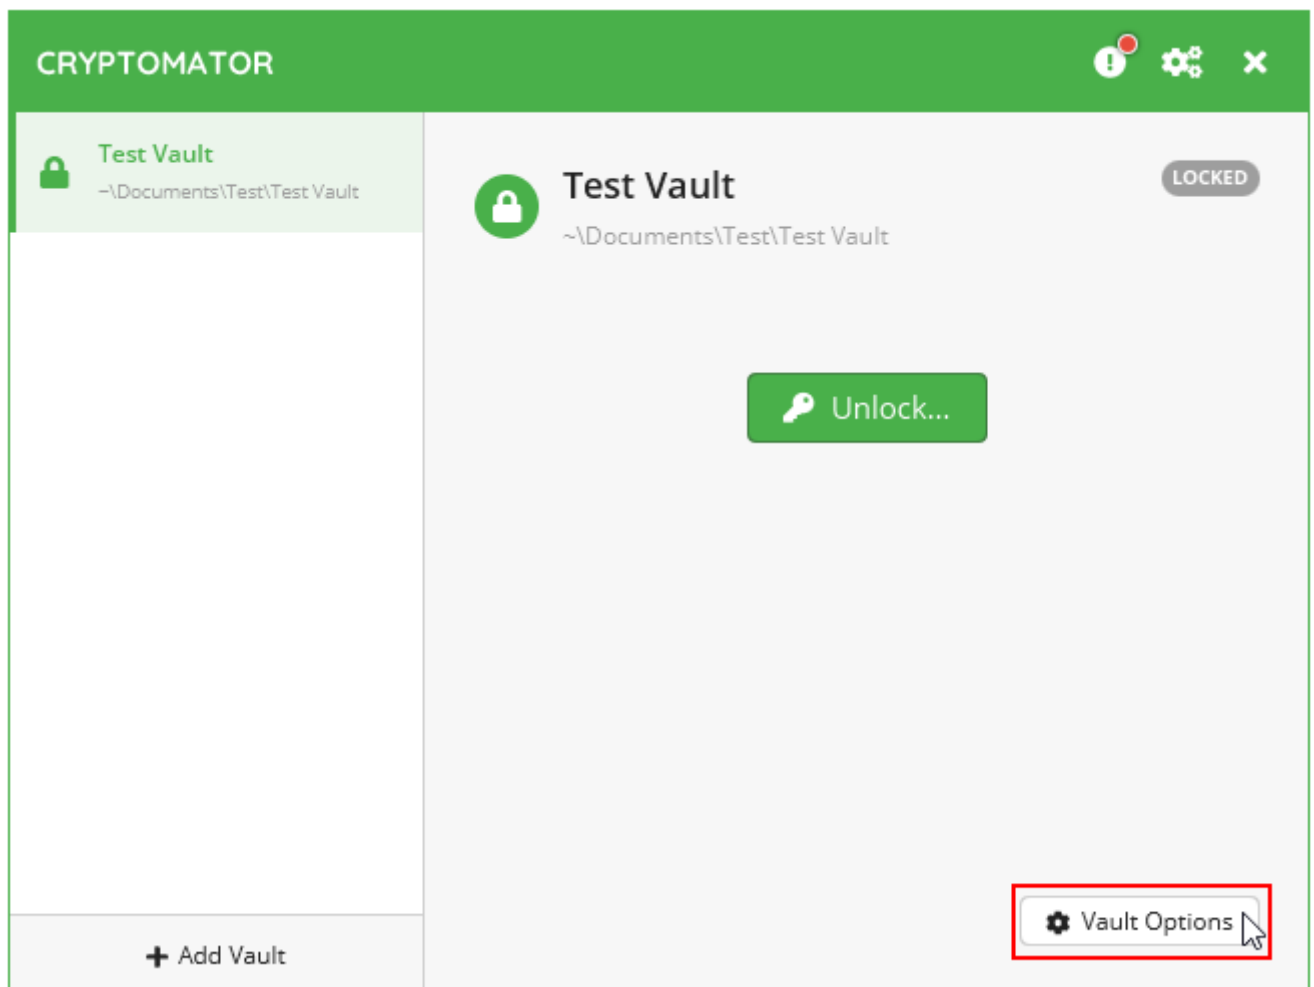 CRYPTOMATOR
Test Vault
~\Documents\Test\Test Vault
Test Vault
LOCKED
~\Documents\Test\Test Vault
Unlock...
Vault Options
Add Vault